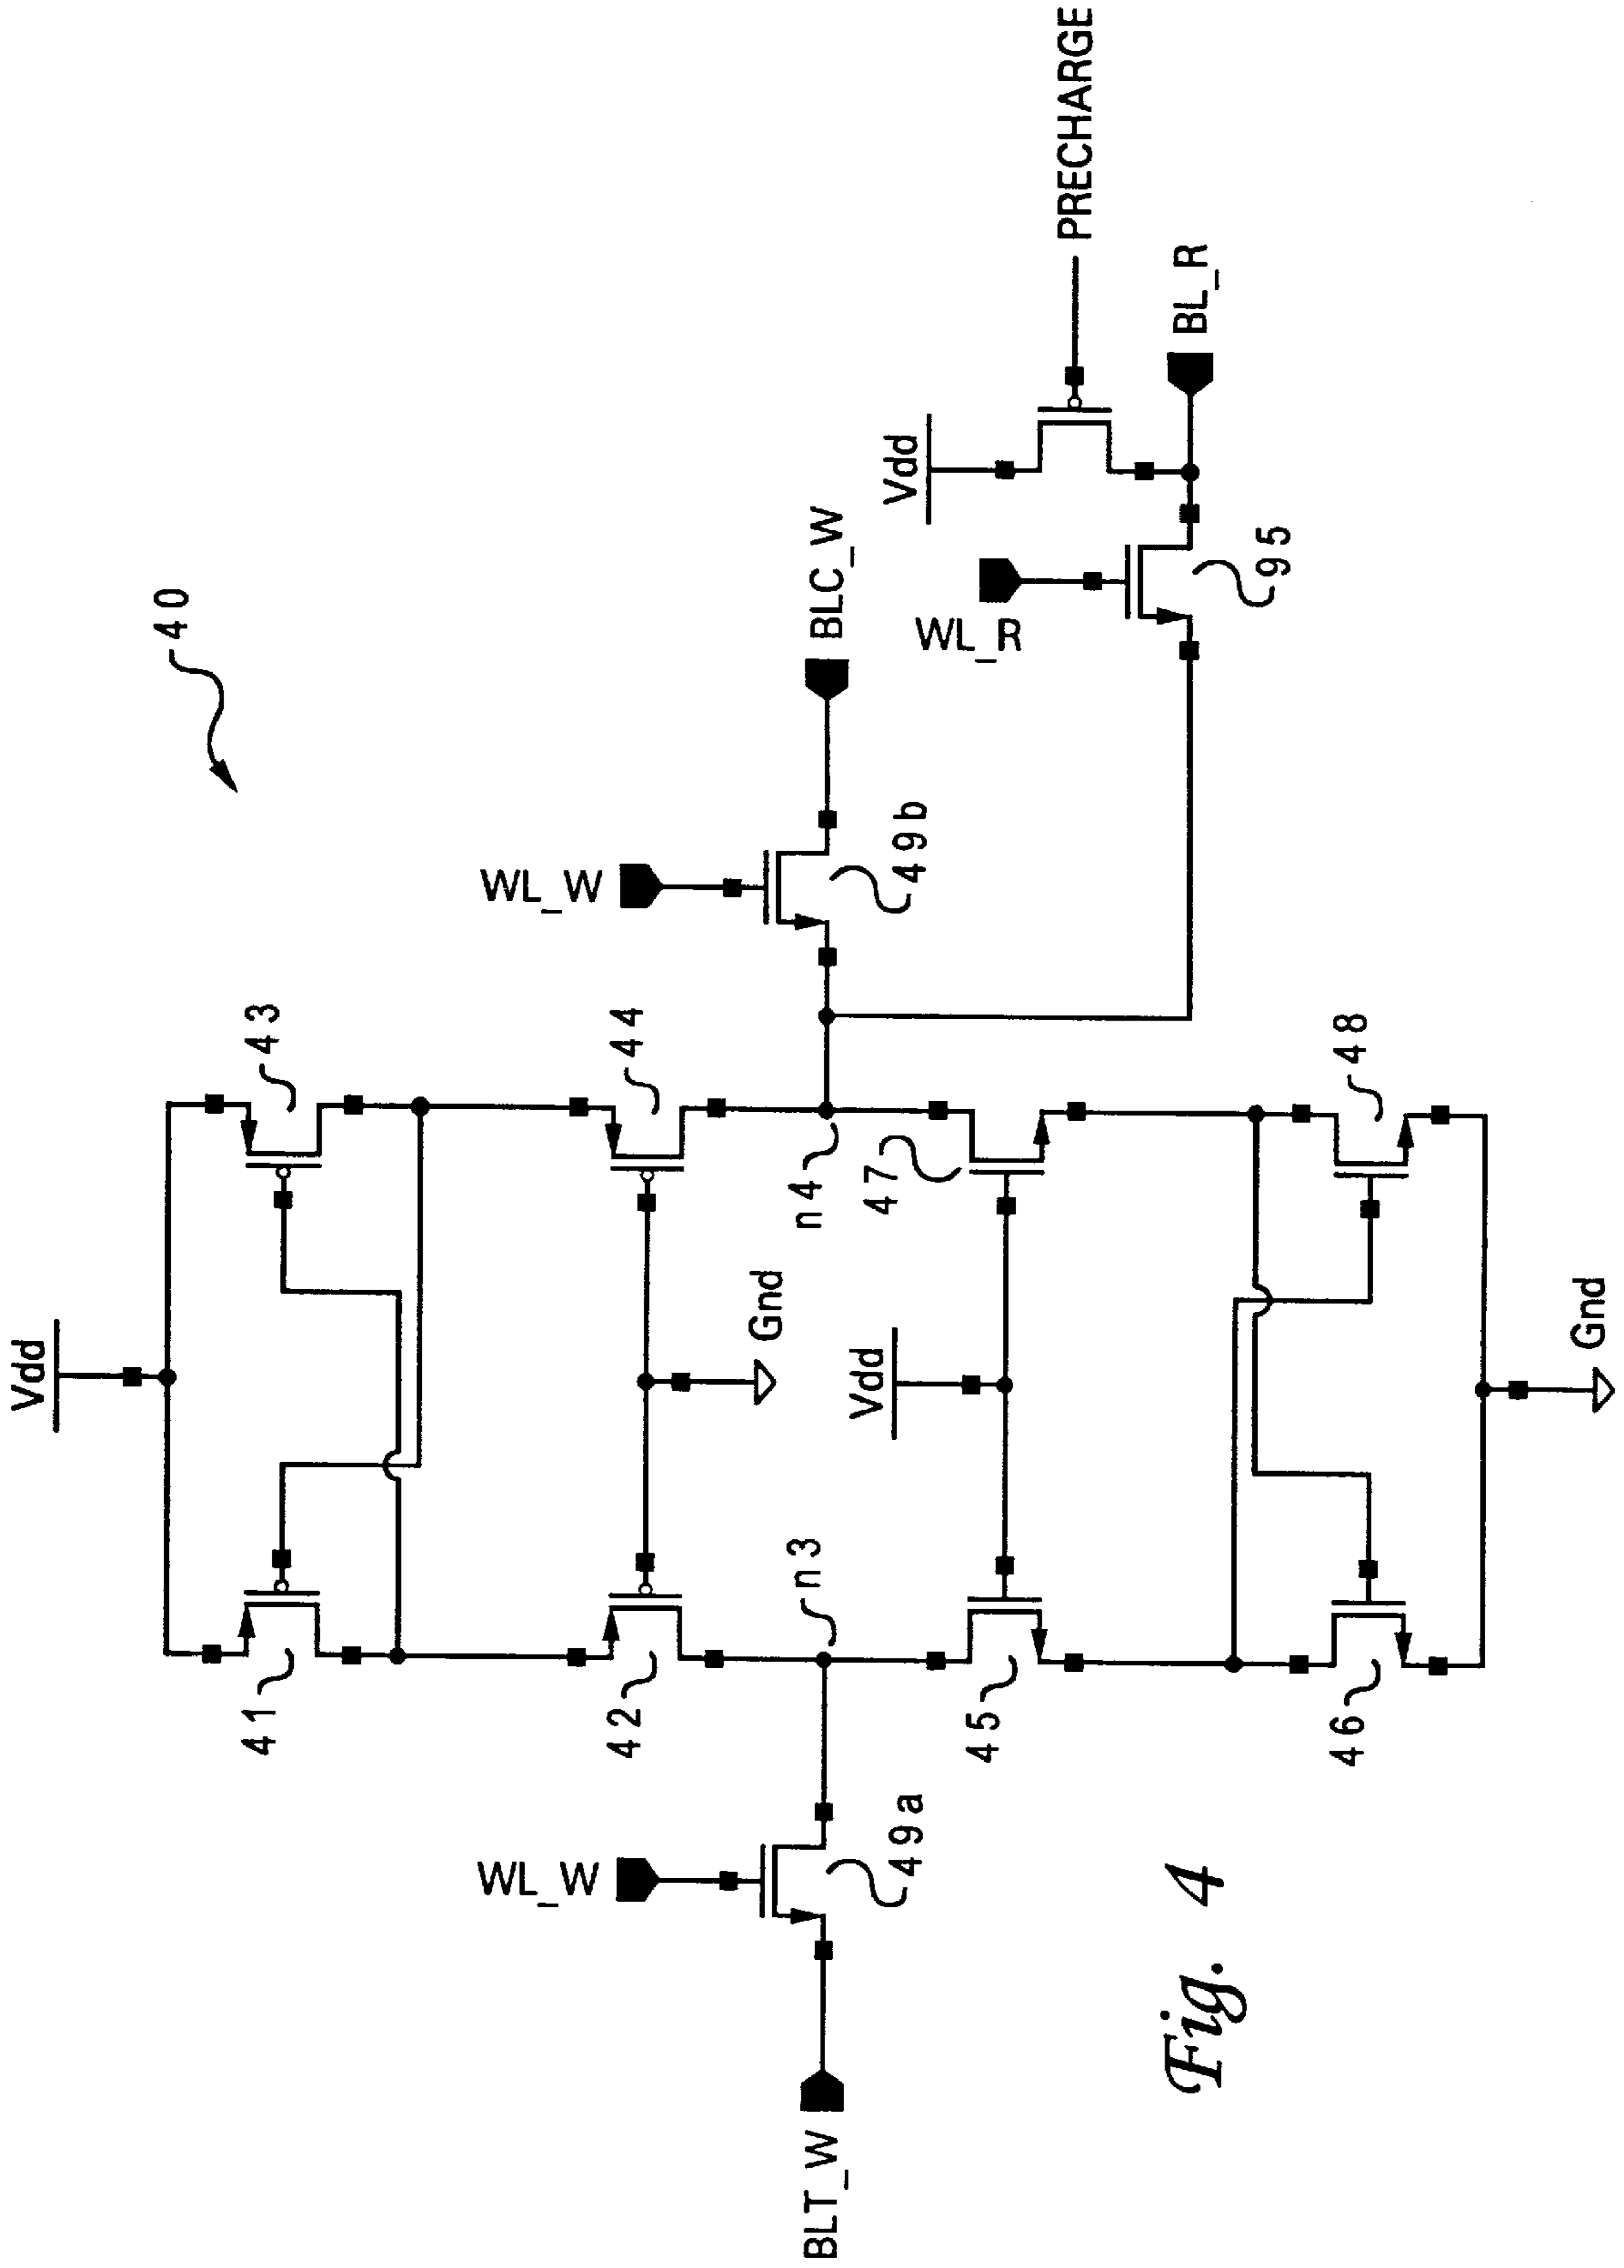 40
Vdd
41
43
42
44
Gnd
WL_W
WL_W
BLT_W
49a
n3
n4
49b
BLC_W
Vdd
45
47
WL_R
Vdd
PRECHARGE
95
BL_R
46
48
Gnd
Fig. 4